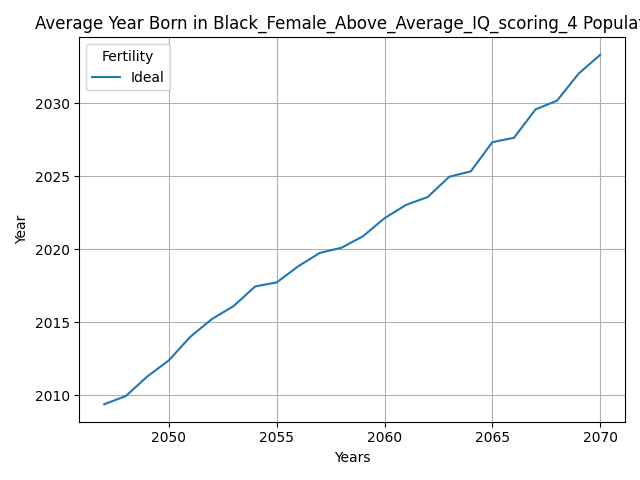 Average Year Born in Black_Female_Above_Average_IQ_scoring_4 Populat
Fertility
Ideal
Year
2030
2025
2020
2015
2010
2050 2055 2060 2065 2070
Years